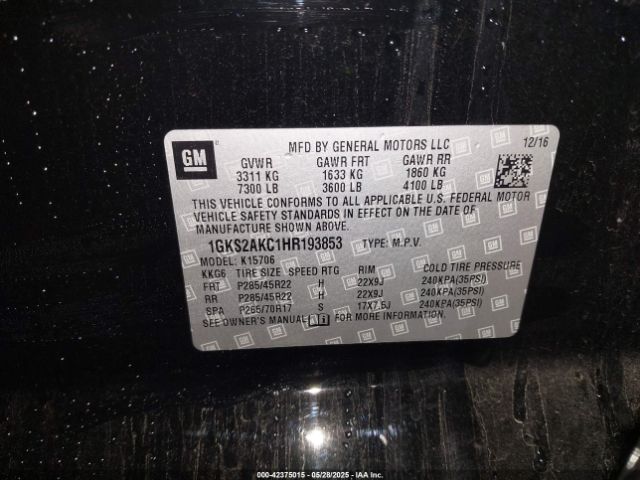 GM
MFD BY GENERAL MOTORS LLC 12/16
GVWR GAWR FRT GAWR RR
3311 KG 1633 KG 1860 KG
7300 LB 3600 LB 4100 LB
THIS VEHICLE CONFORMS TO ALL APPLICABLE U.S. FEDERAL MOTOR
VEHICLE SAFETY STANDARDS IN EFFECT ON THE DATE OF
MANUFACTURE SHOWN ABOVE.
1GKS2AKC1HR193853 TYPE: M.P.V.
MODEL: K15706
KKG6 TIRE SIZE SPEED RTG RIM COLD TIRE PRESSURE
FRT P285/45R22 H 22X9J 240KPA(35PSI)
RR P285/45R22 H 22X9J 240KPA(35PSI)
SPA P265/70R17 S 17X7.5J 240KPA(35PSI)
SEE OWNER'S MANUAL i FOR MORE INFORMATION.
000-42375015 - 05/28/2025 - IAAI.com